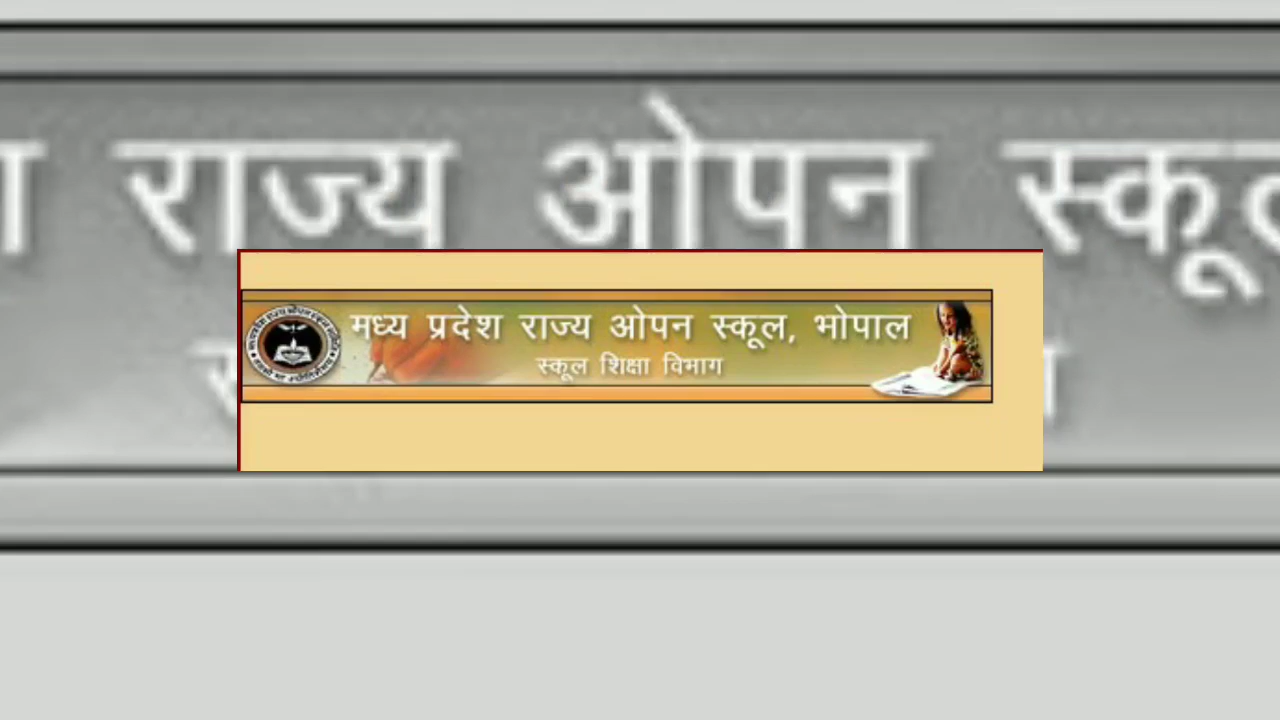 राज्य ओपन स्कूल
मध्य प्रदेश राज्य ओपन स्कूल, भोपाल
स्कूल शिक्षा विभाग